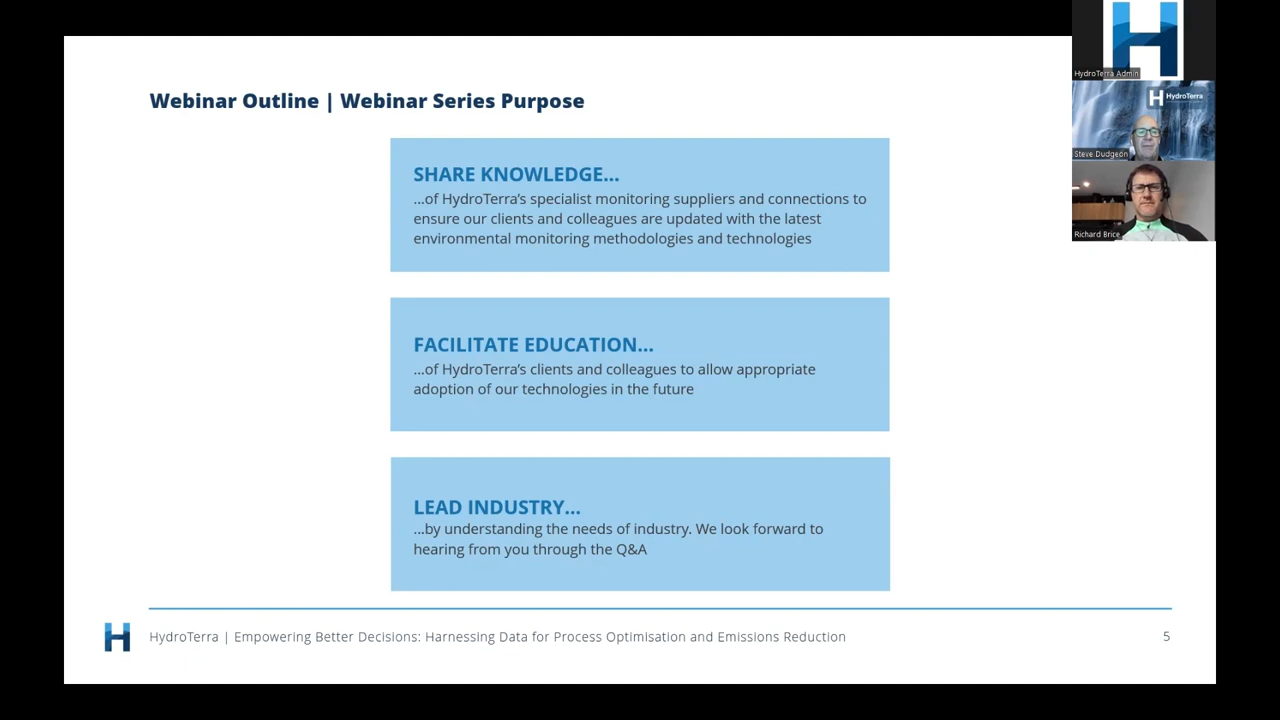 HydroTerra Admin
Webinar Outline | Webinar Series Purpose
HydroTerra
Steve Dudgeon
Richard Brice
SHARE KNOWLEDGE...
...of HydroTerra's specialist monitoring suppliers and connections to
ensure our clients and colleagues are updated with the latest
environmental monitoring methodologies and technologies
FACILITATE EDUCATION...
...of HydroTerra's clients and colleagues to allow appropriate
adoption of our technologies in the future
LEAD INDUSTRY...
...by understanding the needs of industry. We look forward to
hearing from you through the Q&A
HydroTerra | Empowering Better Decisions: Harnessing Data for Process Optimisation and Emissions Reduction
5